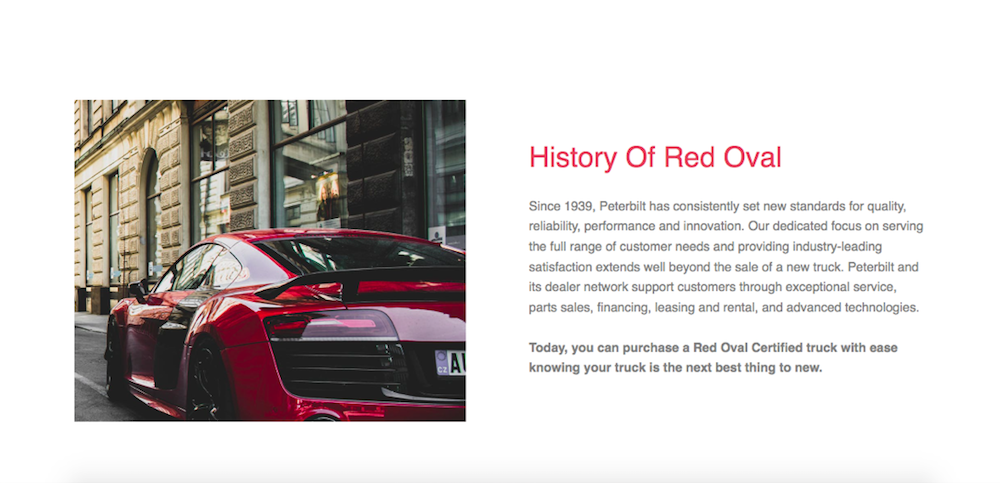 History Of Red Oval
Since 1939, Peterbilt has consistently set new standards for quality,
reliability, performance and innovation. Our dedicated focus on serving
the full range of customer needs and providing industry-leading
satisfaction extends well beyond the sale of a new truck. Peterbilt and
its dealer network support customers through exceptional service,
parts sales, financing, leasing and rental, and advanced technologies.
Today, you can purchase a Red Oval Certified truck with ease
knowing your truck is the next best thing to new.
CZ